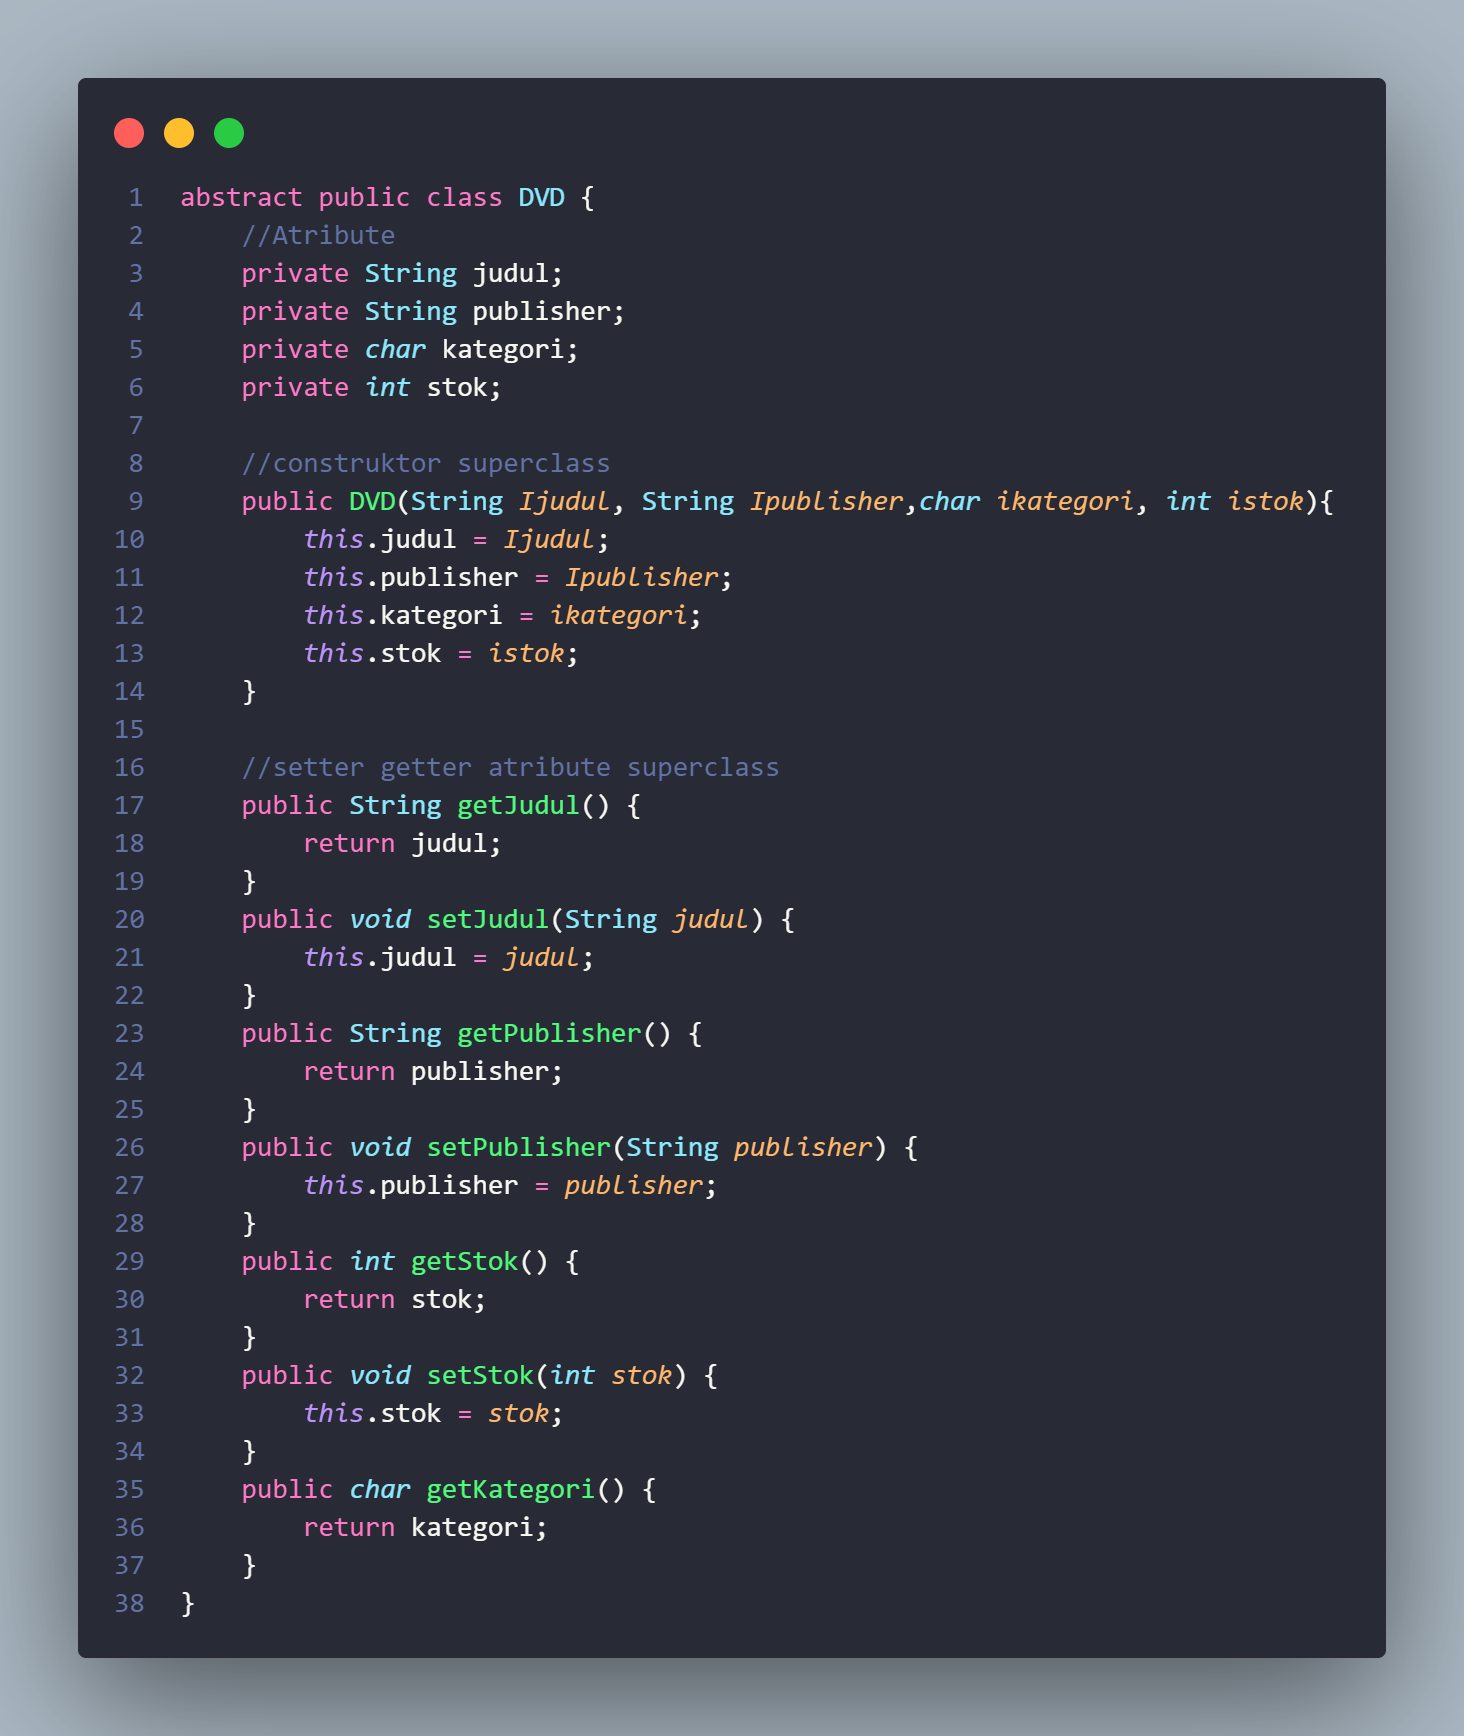 1 abstract public class DVD {
2 //Atribute
3 private String judul;
4 private String publisher;
5 private char kategori;
6 private int stok;
7
8 //construktor superclass
9 public DVD(String Ijudul, String Ipublisher,char ikategori, int istok){
10 this.judul = Ijudul;
11 this.publisher = Ipublisher;
12 this.kategori = ikategori;
13 this.stok = istok;
14 }
15
16 //setter getter atribute superclass
17 public String getJudul() {
18 return judul;
19 }
20 public void setJudul(String judul) {
21 this.judul = judul;
22 }
23 public String getPublisher() {
24 return publisher;
25 }
26 public void setPublisher(String publisher) {
27 this.publisher = publisher;
28 }
29 public int getStok() {
30 return stok;
31 }
32 public void setStok(int stok) {
33 this.stok = stok;
34 }
35 public char getKategori() {
36 return kategori;
37 }
38 }